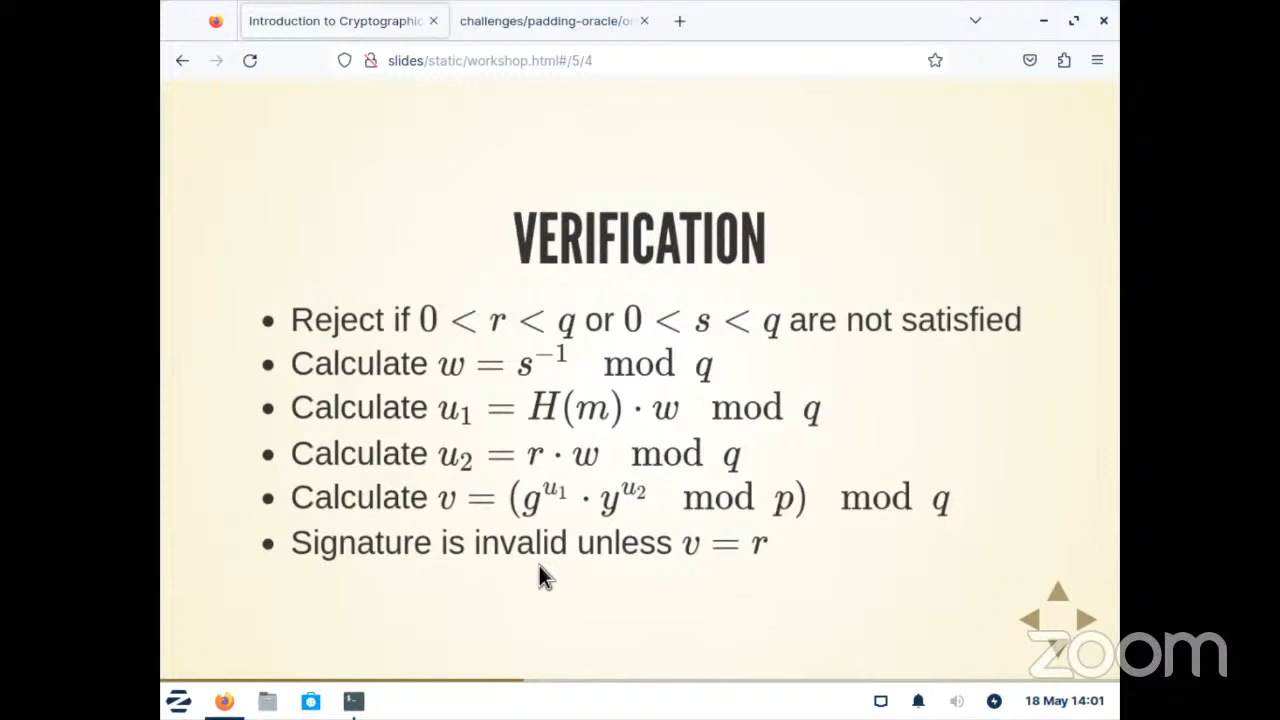 Introduction to Cryptographic
challenges/padding-oracle/or
slides/static/workshop.html#/5/4
VERIFICATION
• Reject if 0 < r < q or 0 < s < q are not satisfied
• Calculate w = s⁻¹ mod q
• Calculate u₁ = H(m) · w mod q
• Calculate u₂ = r · w mod q
• Calculate v = (g^{u₁} · y^{u₂} mod p) mod q
• Signature is invalid unless v = r
zoom
18 May 14:01